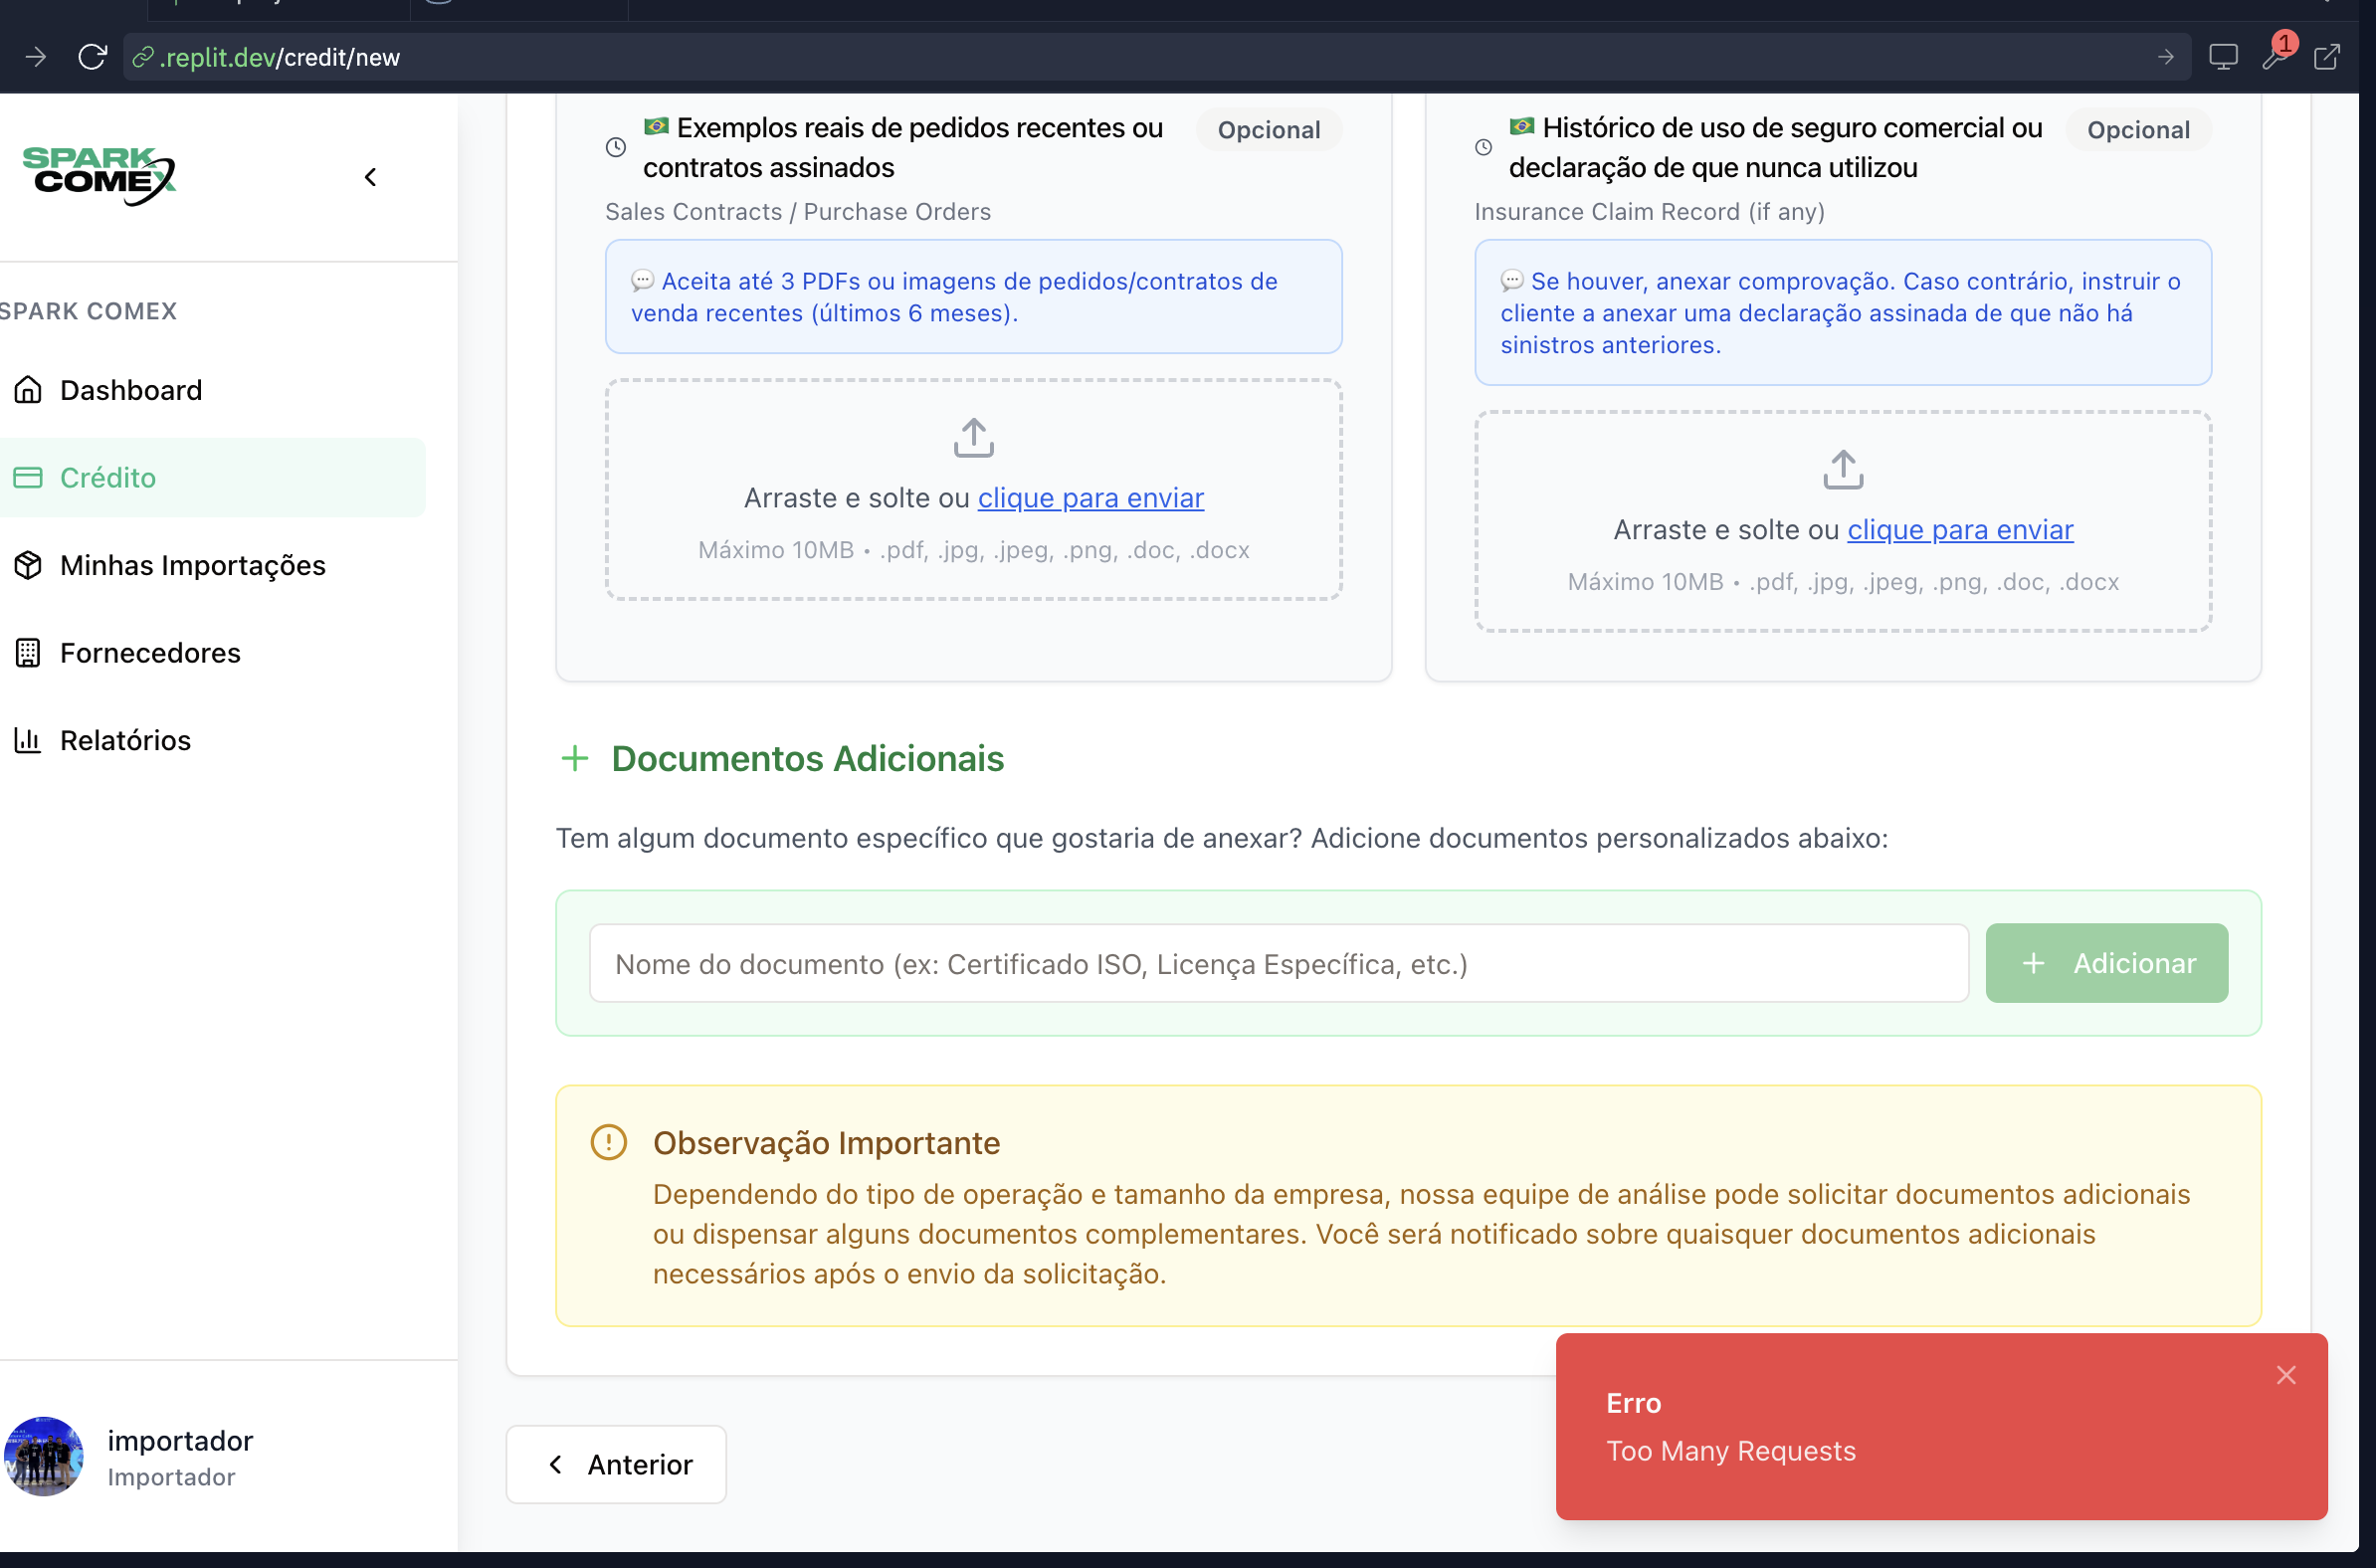 .replit.dev/credit/new
1
SPARK
COMEX
SPARK COMEX
Dashboard
Crédito
Minhas Importações
Fornecedores
Relatórios
importador
Importador
🇧🇷 Exemplos reais de pedidos recentes ou
contratos assinados
Opcional
Sales Contracts / Purchase Orders
💬 Aceita até 3 PDFs ou imagens de pedidos/contratos de
venda recentes (últimos 6 meses).
Arraste e solte ou clique para enviar
Máximo 10MB • .pdf, .jpg, .jpeg, .png, .doc, .docx
🇧🇷 Histórico de uso de seguro comercial ou
declaração de que nunca utilizou
Opcional
Insurance Claim Record (if any)
💬 Se houver, anexar comprovação. Caso contrário, instruir o
cliente a anexar uma declaração assinada de que não há
sinistros anteriores.
Arraste e solte ou clique para enviar
Máximo 10MB • .pdf, .jpg, .jpeg, .png, .doc, .docx
Documentos Adicionais
Tem algum documento específico que gostaria de anexar? Adicione documentos personalizados abaixo:
Nome do documento (ex: Certificado ISO, Licença Específica, etc.)
Adicionar
Observação Importante
Dependendo do tipo de operação e tamanho da empresa, nossa equipe de análise pode solicitar documentos adicionais
ou dispensar alguns documentos complementares. Você será notificado sobre quaisquer documentos adicionais
necessários após o envio da solicitação.
Anterior
Erro
Too Many Requests